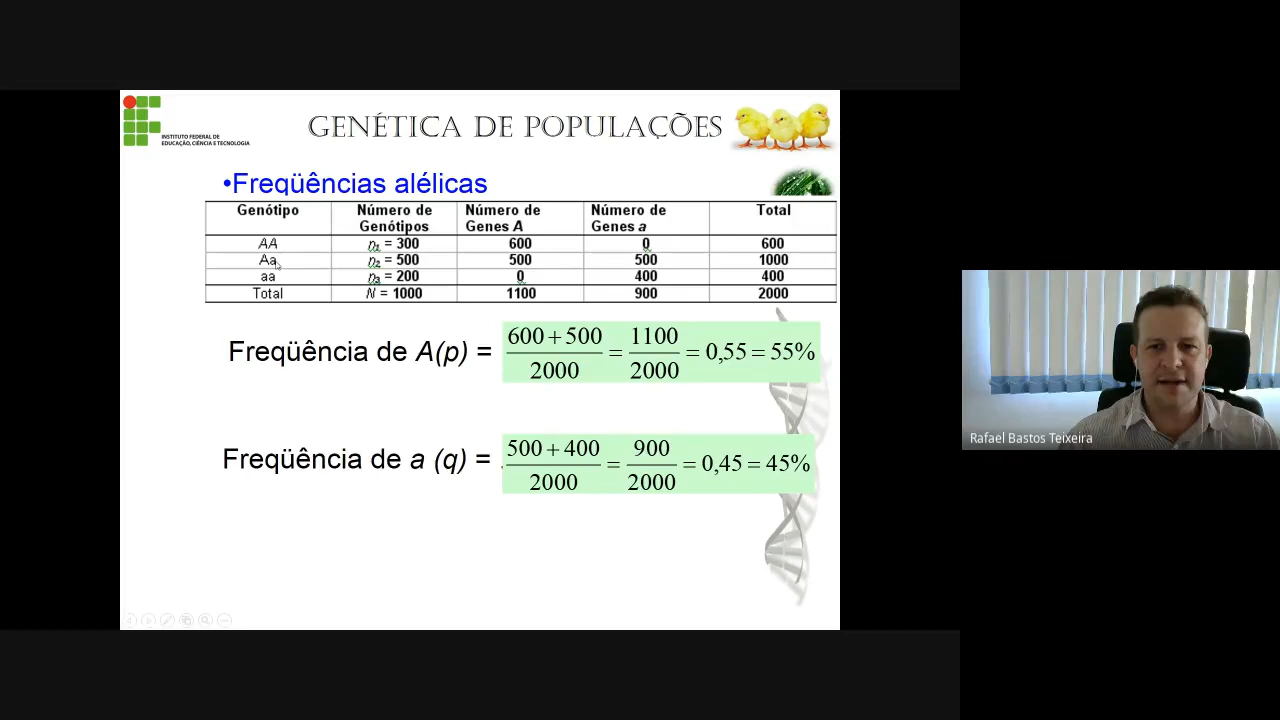 INSTITUTO FEDERAL DE
EDUCAÇÃO, CIÊNCIA E TECNOLOGIA
GENÉTICA DE POPULAÇÕES
•Freqüências alélicas
Genótipo Número de Genótipos Número de Genes A Número de Genes a Total
AA n1 = 300 600 0 600
Aa n2 = 500 500 500 1000
aa n3 = 200 0 400 400
Total N = 1000 1100 900 2000
Freqüência de A(p) = 600+500/2000 = 1100/2000 = 0,55 = 55%
Freqüência de a (q) = 500+400/2000 = 900/2000 = 0,45 = 45%
Rafael Bastos Teixeira